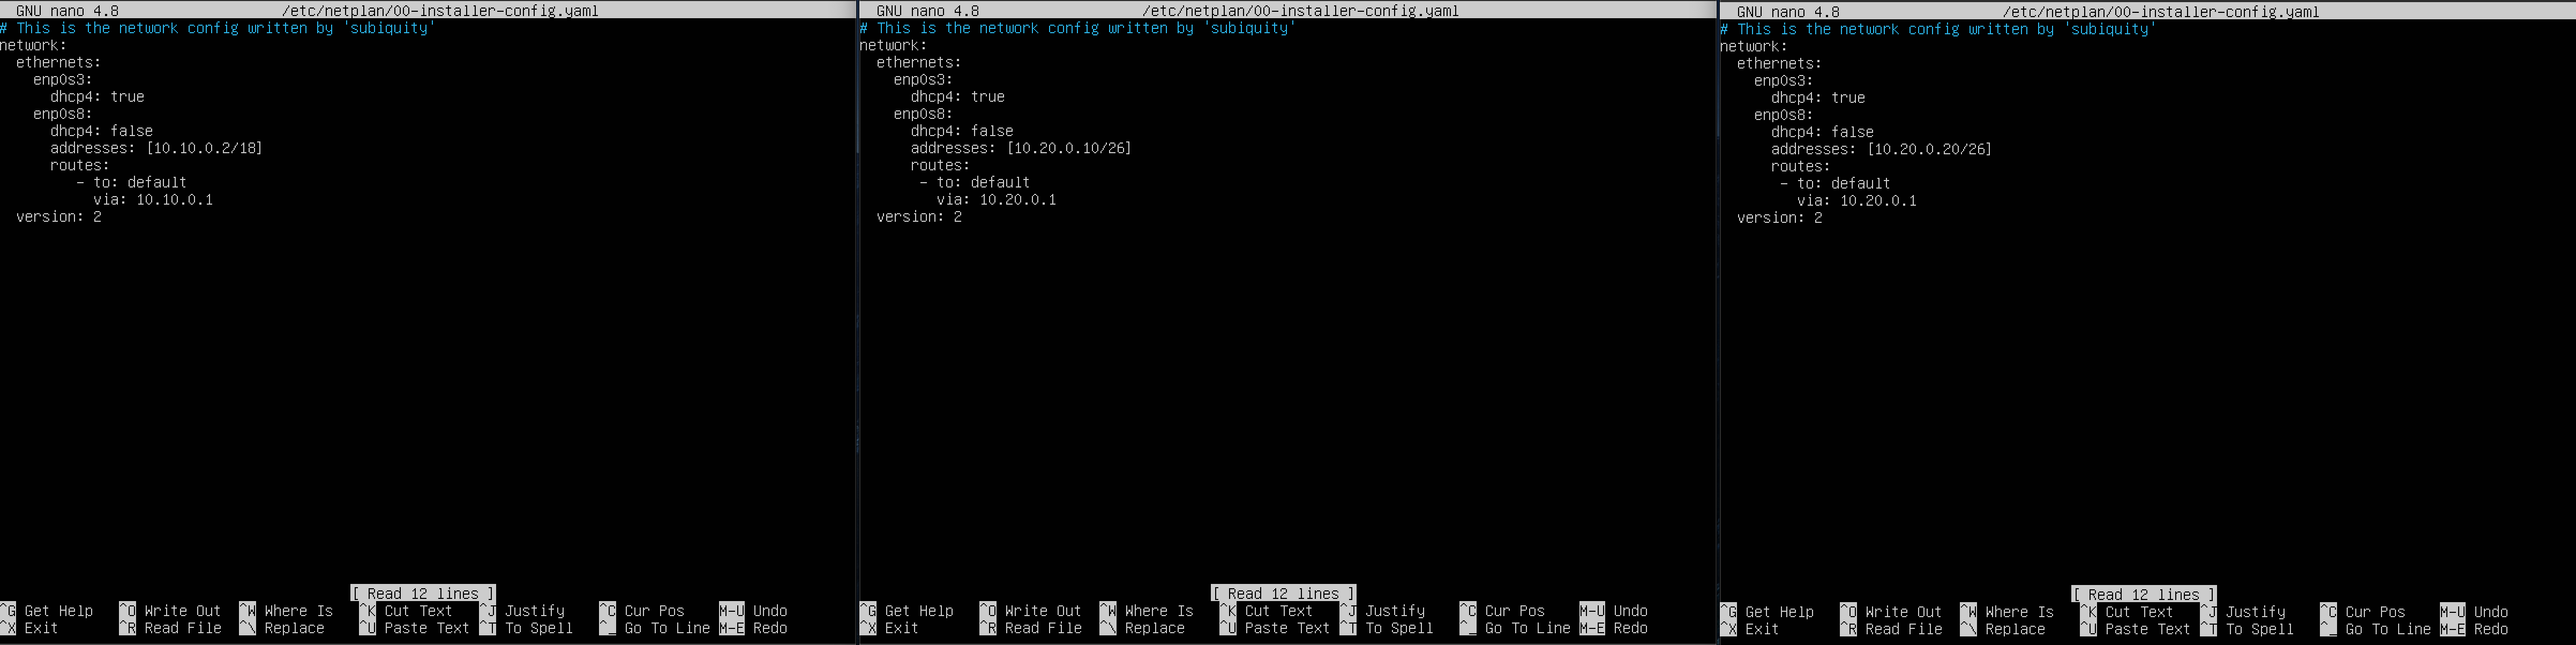 GNU nano 4.8 /etc/netplan/00-installer-config.yaml
# This is the network config written by 'subiquity'
network:
  ethernets:
    enp0s3:
      dhcp4: true
    enp0s8:
      dhcp4: false
      addresses: [10.10.0.2/18]
      routes:
         - to: default
           via: 10.10.0.1
  version: 2
[ Read 12 lines ]
^G Get Help ^O Write Out ^W Where Is ^K Cut Text ^J Justify ^C Cur Pos M-U Undo
^X Exit ^R Read File ^\ Replace ^U Paste Text ^T To Spell ^_ Go To Line M-E Redo
GNU nano 4.8 /etc/netplan/00-installer-config.yaml
# This is the network config written by 'subiquity'
network:
  ethernets:
    enp0s3:
      dhcp4: true
    enp0s8:
      dhcp4: false
      addresses: [10.20.0.10/26]
      routes:
       - to: default
         via: 10.20.0.1
  version: 2
[ Read 12 lines ]
^G Get Help ^O Write Out ^W Where Is ^K Cut Text ^J Justify ^C Cur Pos M-U Undo
^X Exit ^R Read File ^\ Replace ^U Paste Text ^T To Spell ^_ Go To Line M-E Redo
GNU nano 4.8 /etc/netplan/00-installer-config.yaml
# This is the network config written by 'subiquity'
network:
  ethernets:
    enp0s3:
      dhcp4: true
    enp0s8:
      dhcp4: false
      addresses: [10.20.0.20/26]
      routes:
       - to: default
         via: 10.20.0.1
  version: 2
[ Read 12 lines ]
^G Get Help ^O Write Out ^W Where Is ^K Cut Text ^J Justify ^C Cur Pos M-U Undo
^X Exit ^R Read File ^\ Replace ^U Paste Text ^T To Spell ^_ Go To Line M-E Redo